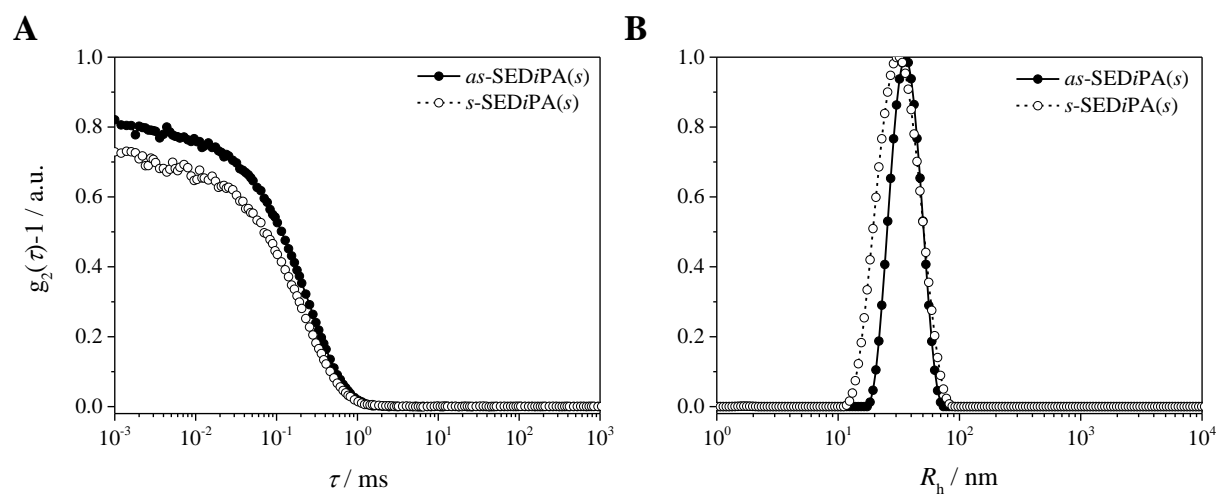 A
as-SEDiPA(s)
s-SEDiPA(s)
g₂(τ)-1 / a.u.
1.0
0.8
0.6
0.4
0.2
0.0
10⁻³ 10⁻² 10⁻¹ 10⁰ 10¹ 10² 10³
τ / ms
B
as-SEDiPA(s)
s-SEDiPA(s)
1.0
0.8
0.6
0.4
0.2
0.0
10⁰ 10¹ 10² 10³ 10⁴
Rₕ / nm